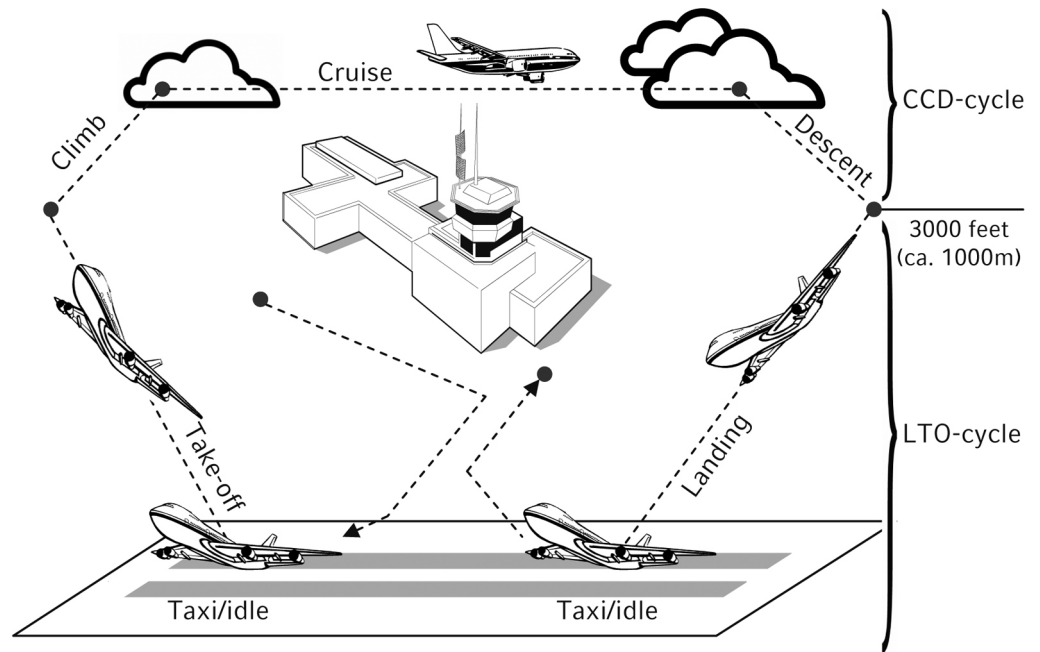 Cruise
CCD-cycle
Climb
Descent
3000 feet
(ca. 1000m)
Take-off
Landing
LTO-cycle
Taxi/idle
Taxi/idle